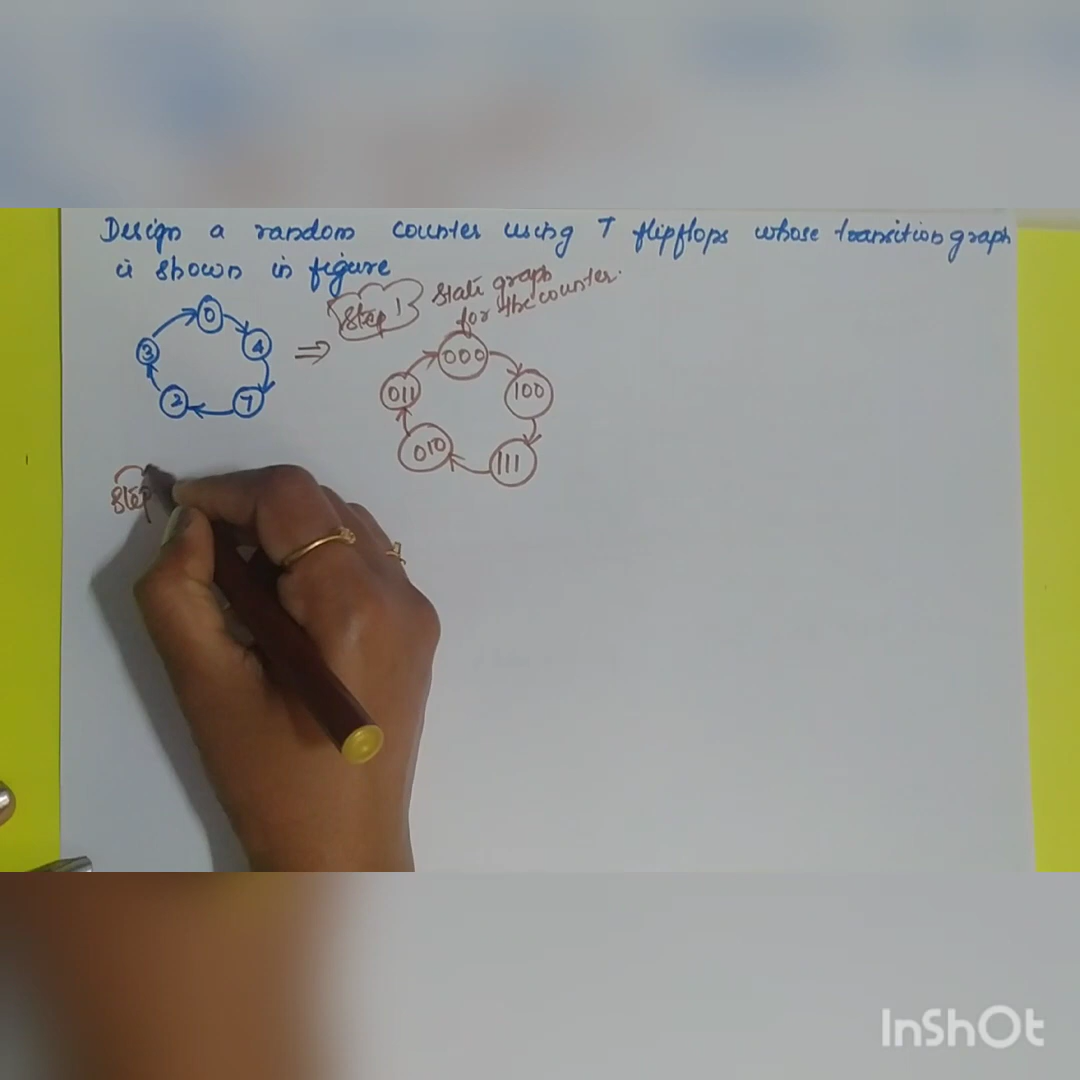 Design a random counter using T flipflops whose transition graph
is shown in figure
Step 1
State graph
for the counter.
0
4
7
2
3
⇒
000
100
111
010
011
Step
InShOt